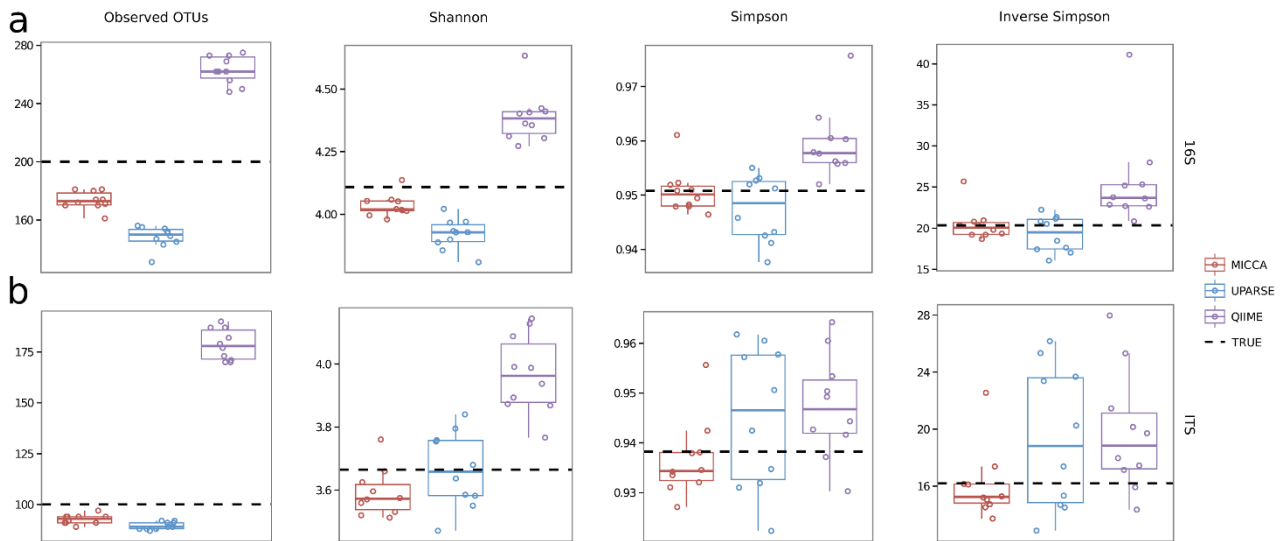 a
Observed OTUs
Shannon
Simpson
Inverse Simpson
280
240
200
160
4.50
4.25
4.00
0.97
0.96
0.95
0.94
40
35
30
25
20
15
16S
b
175
150
125
100
4.0
3.8
3.6
0.96
0.95
0.94
0.93
28
24
20
16
ITS
MICCA
UPARSE
QIIME
TRUE